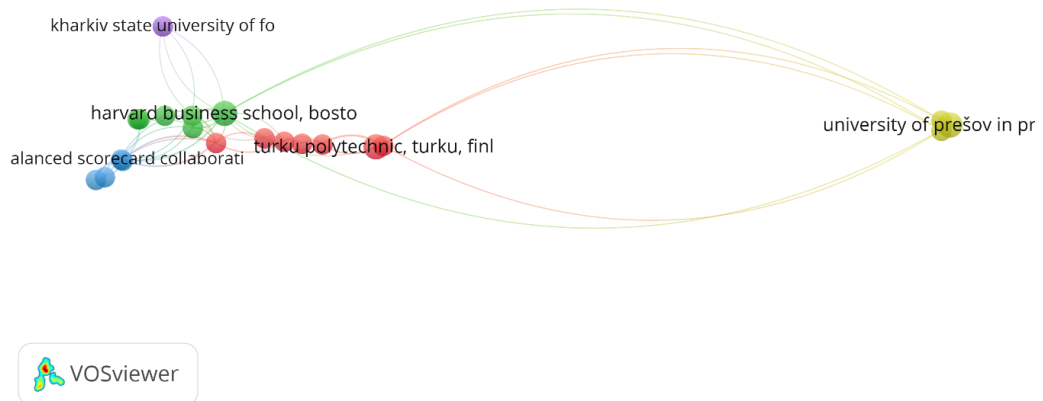 kharkiv state university of fo
harvard business school, bosto
university of prešov in pr
turku polytechnic, turku, finl
alanced scorecard collaborati
VOSviewer